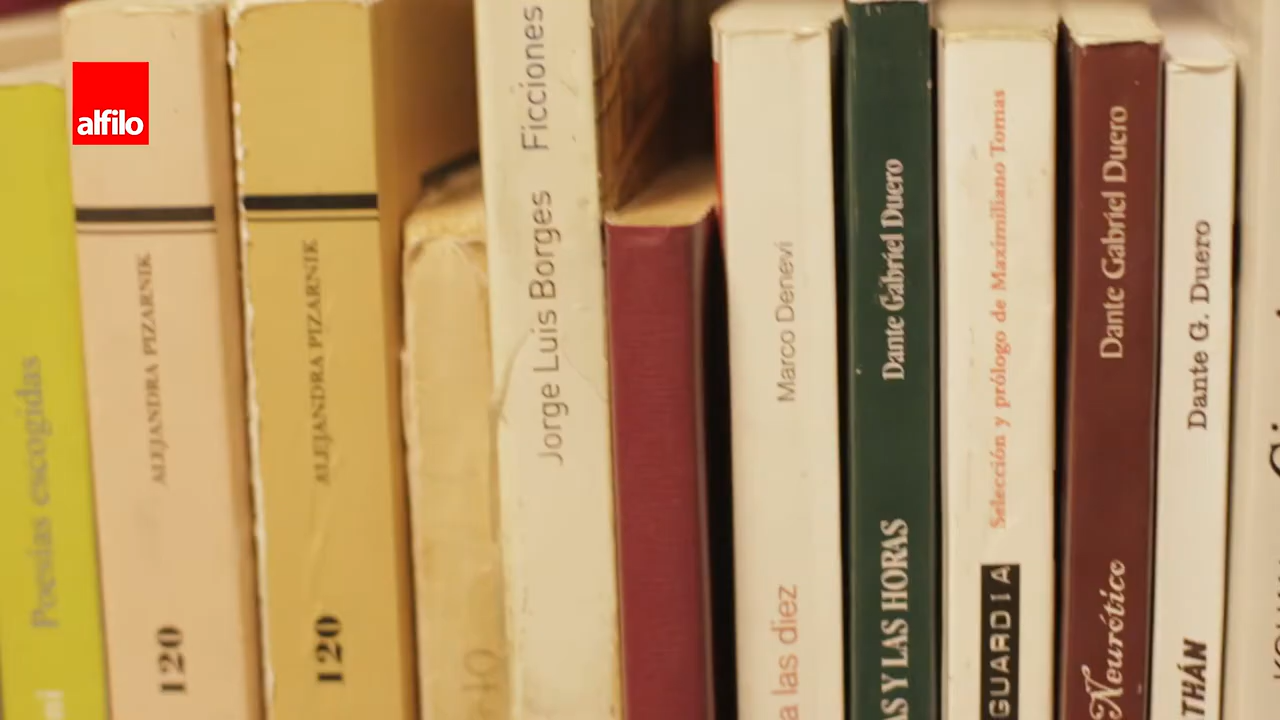 alfilo
Poesías escogidas
ALEJANDRA PIZARNIK
120
ALEJANDRA PIZARNIK
120
Jorge Luis Borges Ficciones
a las diez Marco Denevi
AS Y LAS HORAS Dante Gabriel Duero
GUARDIA Selección y prólogo de Maximiliano Tomas
Neurótico Dante Gabriel Duero
THÁN Dante G. Duero